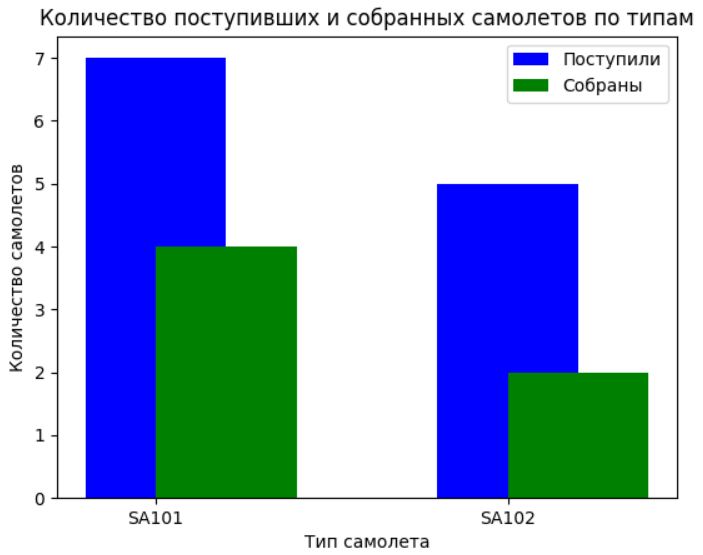 Количество поступивших и собранных самолетов по типам
Поступили
Собраны
Количество самолетов
7
6
5
4
3
2
1
0
SA101
SA102
Тип самолета